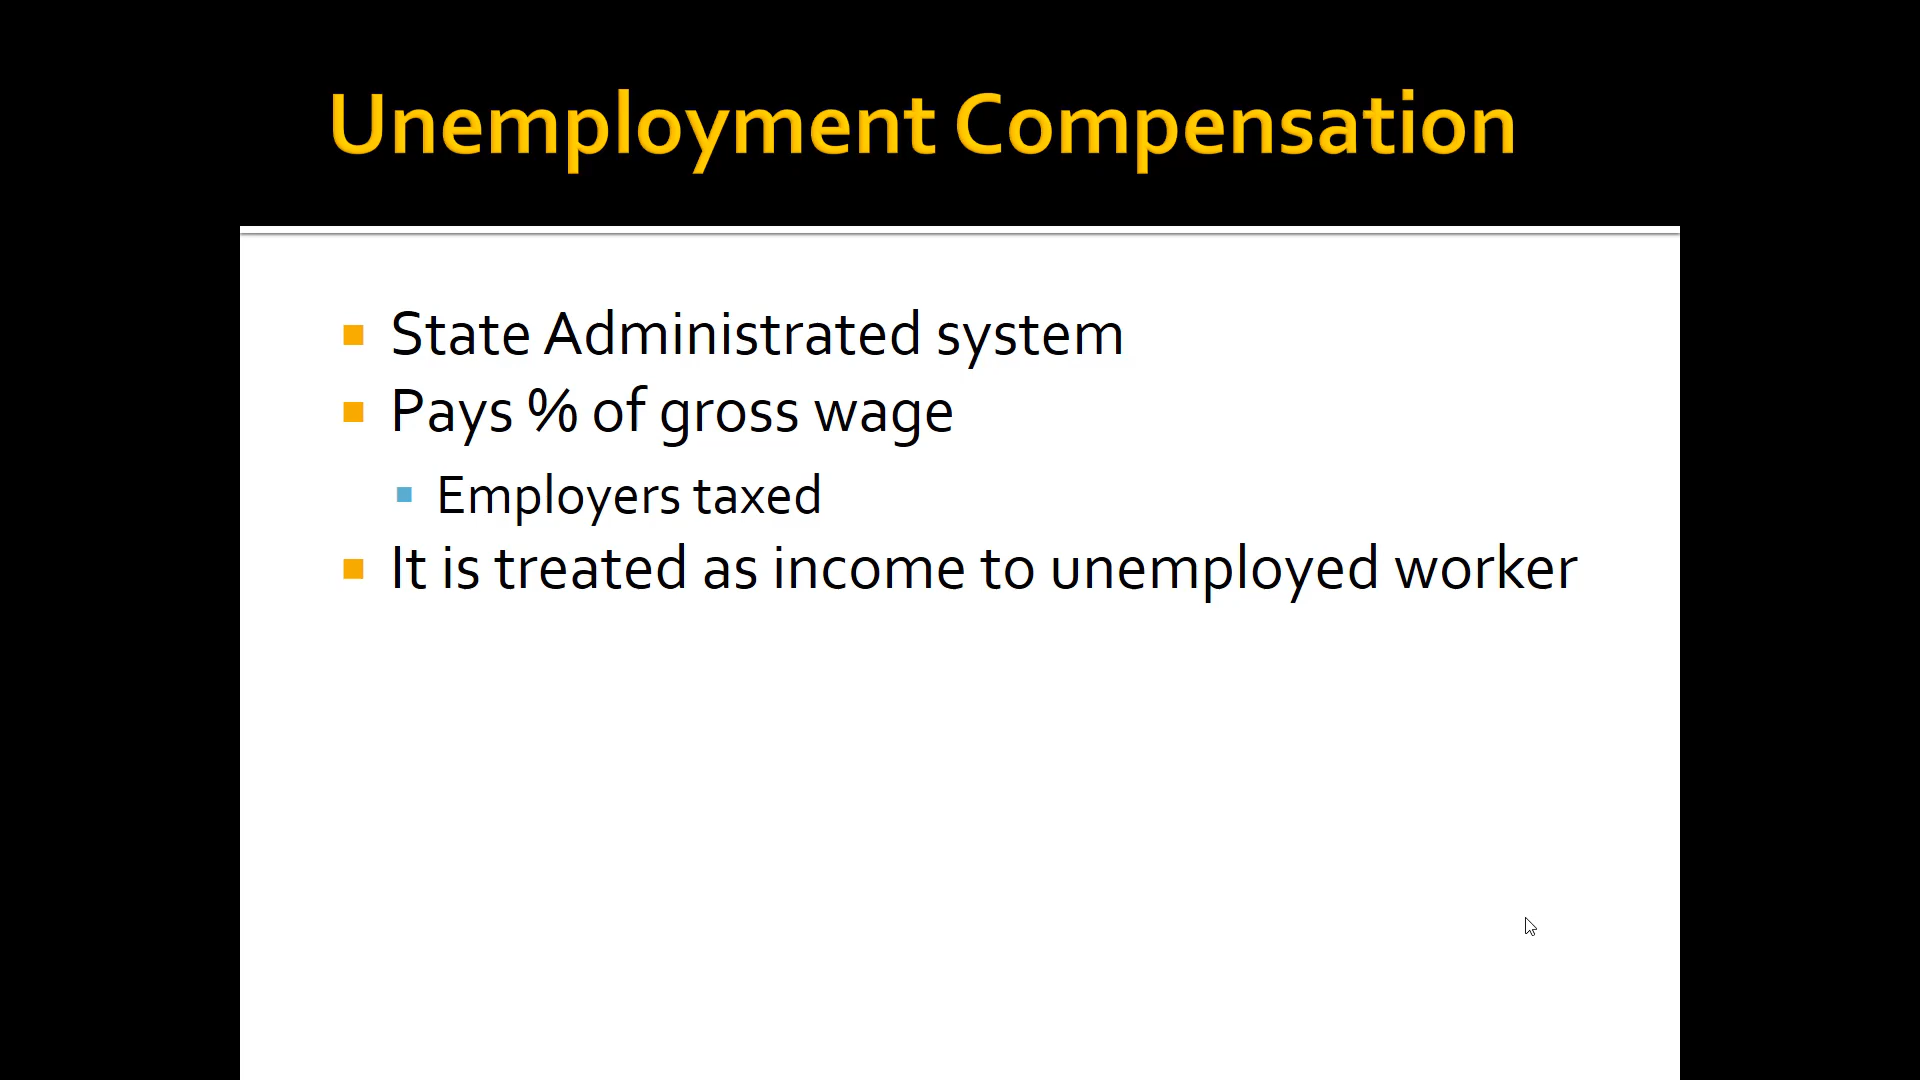 Unemployment Compensation
State Administrated system
Pays % of gross wage
Employers taxed
It is treated as income to unemployed worker